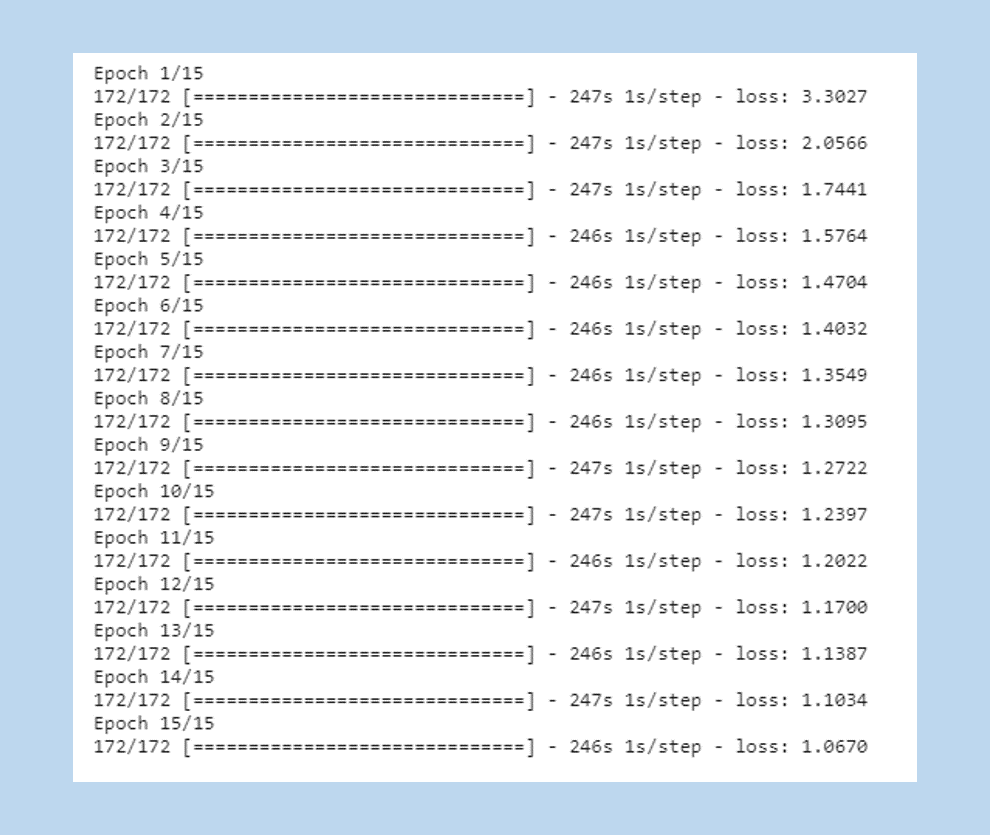 Epoch 1/15
172/172 [==============================] - 247s 1s/step - loss: 3.3027
Epoch 2/15
172/172 [==============================] - 247s 1s/step - loss: 2.0566
Epoch 3/15
172/172 [==============================] - 247s 1s/step - loss: 1.7441
Epoch 4/15
172/172 [==============================] - 246s 1s/step - loss: 1.5764
Epoch 5/15
172/172 [==============================] - 246s 1s/step - loss: 1.4704
Epoch 6/15
172/172 [==============================] - 246s 1s/step - loss: 1.4032
Epoch 7/15
172/172 [==============================] - 246s 1s/step - loss: 1.3549
Epoch 8/15
172/172 [==============================] - 246s 1s/step - loss: 1.3095
Epoch 9/15
172/172 [==============================] - 247s 1s/step - loss: 1.2722
Epoch 10/15
172/172 [==============================] - 247s 1s/step - loss: 1.2397
Epoch 11/15
172/172 [==============================] - 246s 1s/step - loss: 1.2022
Epoch 12/15
172/172 [==============================] - 247s 1s/step - loss: 1.1700
Epoch 13/15
172/172 [==============================] - 246s 1s/step - loss: 1.1387
Epoch 14/15
172/172 [==============================] - 247s 1s/step - loss: 1.1034
Epoch 15/15
172/172 [==============================] - 246s 1s/step - loss: 1.0670